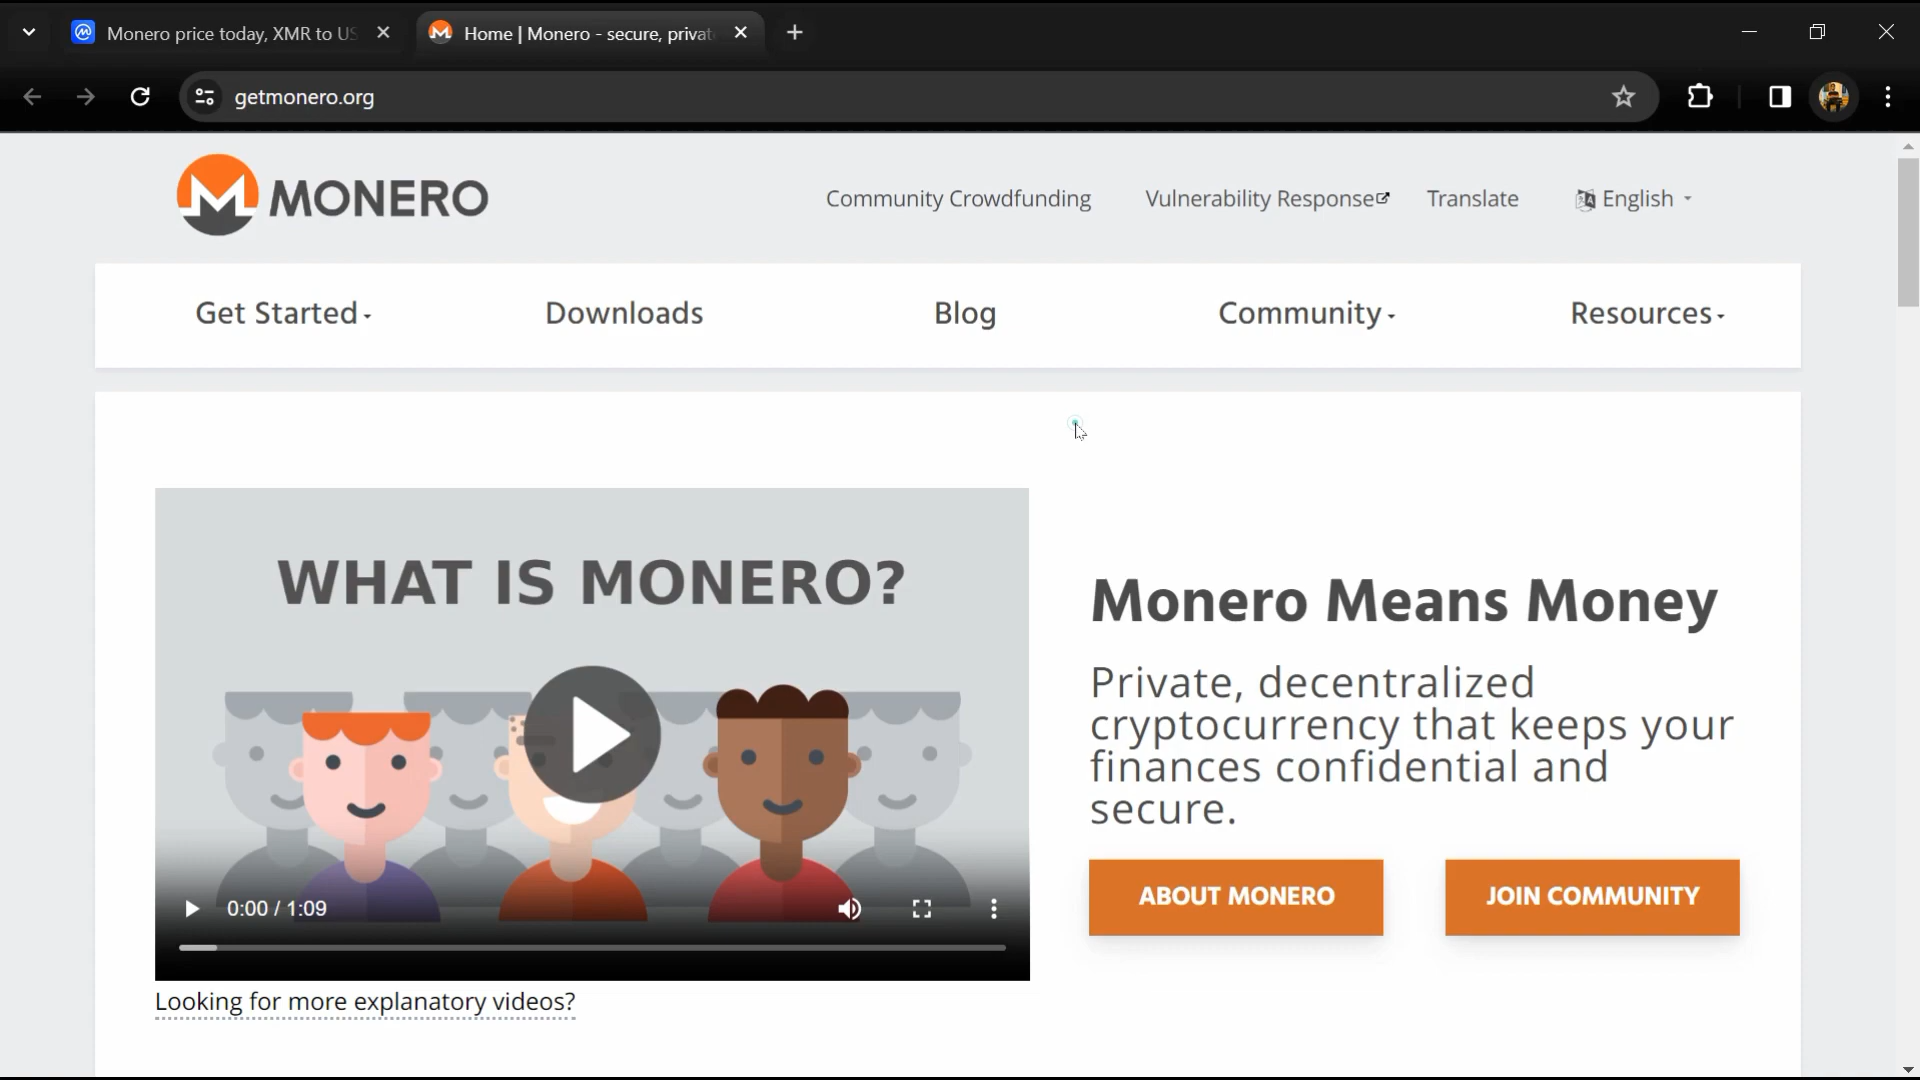 Monero price today, XMR to US
Home | Monero - secure, privat
getmonero.org
MONERO
Community Crowdfunding
Vulnerability Response
Translate
English
Get Started
Downloads
Blog
Community
Resources
WHAT IS MONERO?
0:00 / 1:09
Looking for more explanatory videos?
Monero Means Money
Private, decentralized
cryptocurrency that keeps your
finances confidential and
secure.
ABOUT MONERO
JOIN COMMUNITY